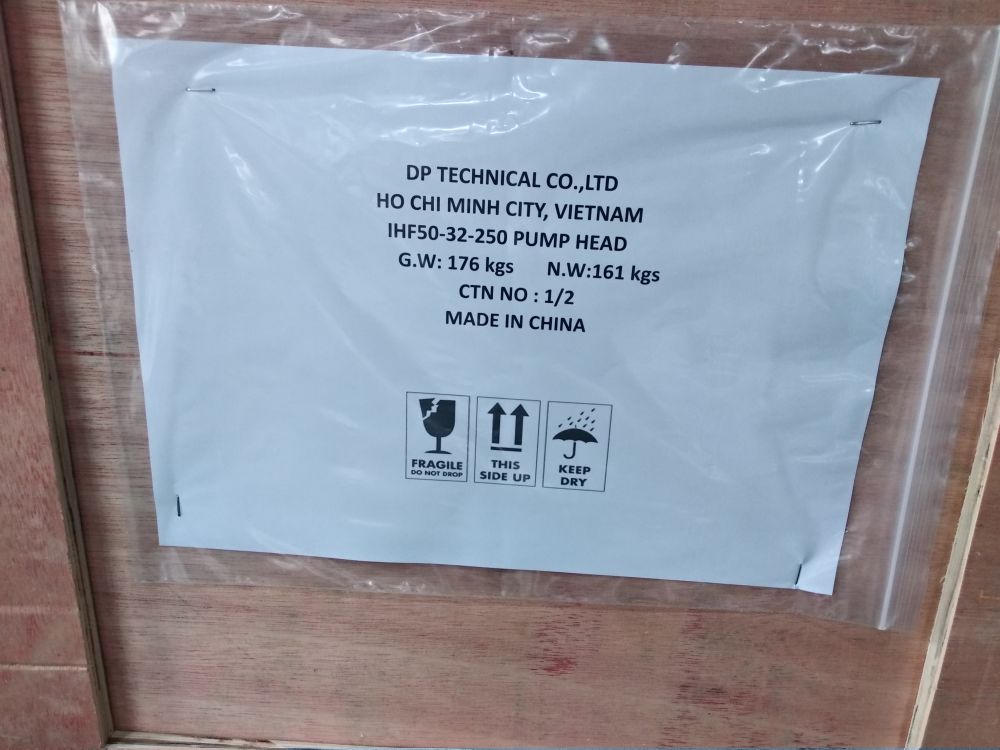 DP TECHNICAL CO.,LTD
HO CHI MINH CITY, VIETNAM
IHF50-32-250 PUMP HEAD
G.W: 176 kgs N.W:161 kgs
CTN NO : 1/2
MADE IN CHINA
FRAGILE
DO NOT DROP
THIS
SIDE UP
KEEP
DRY